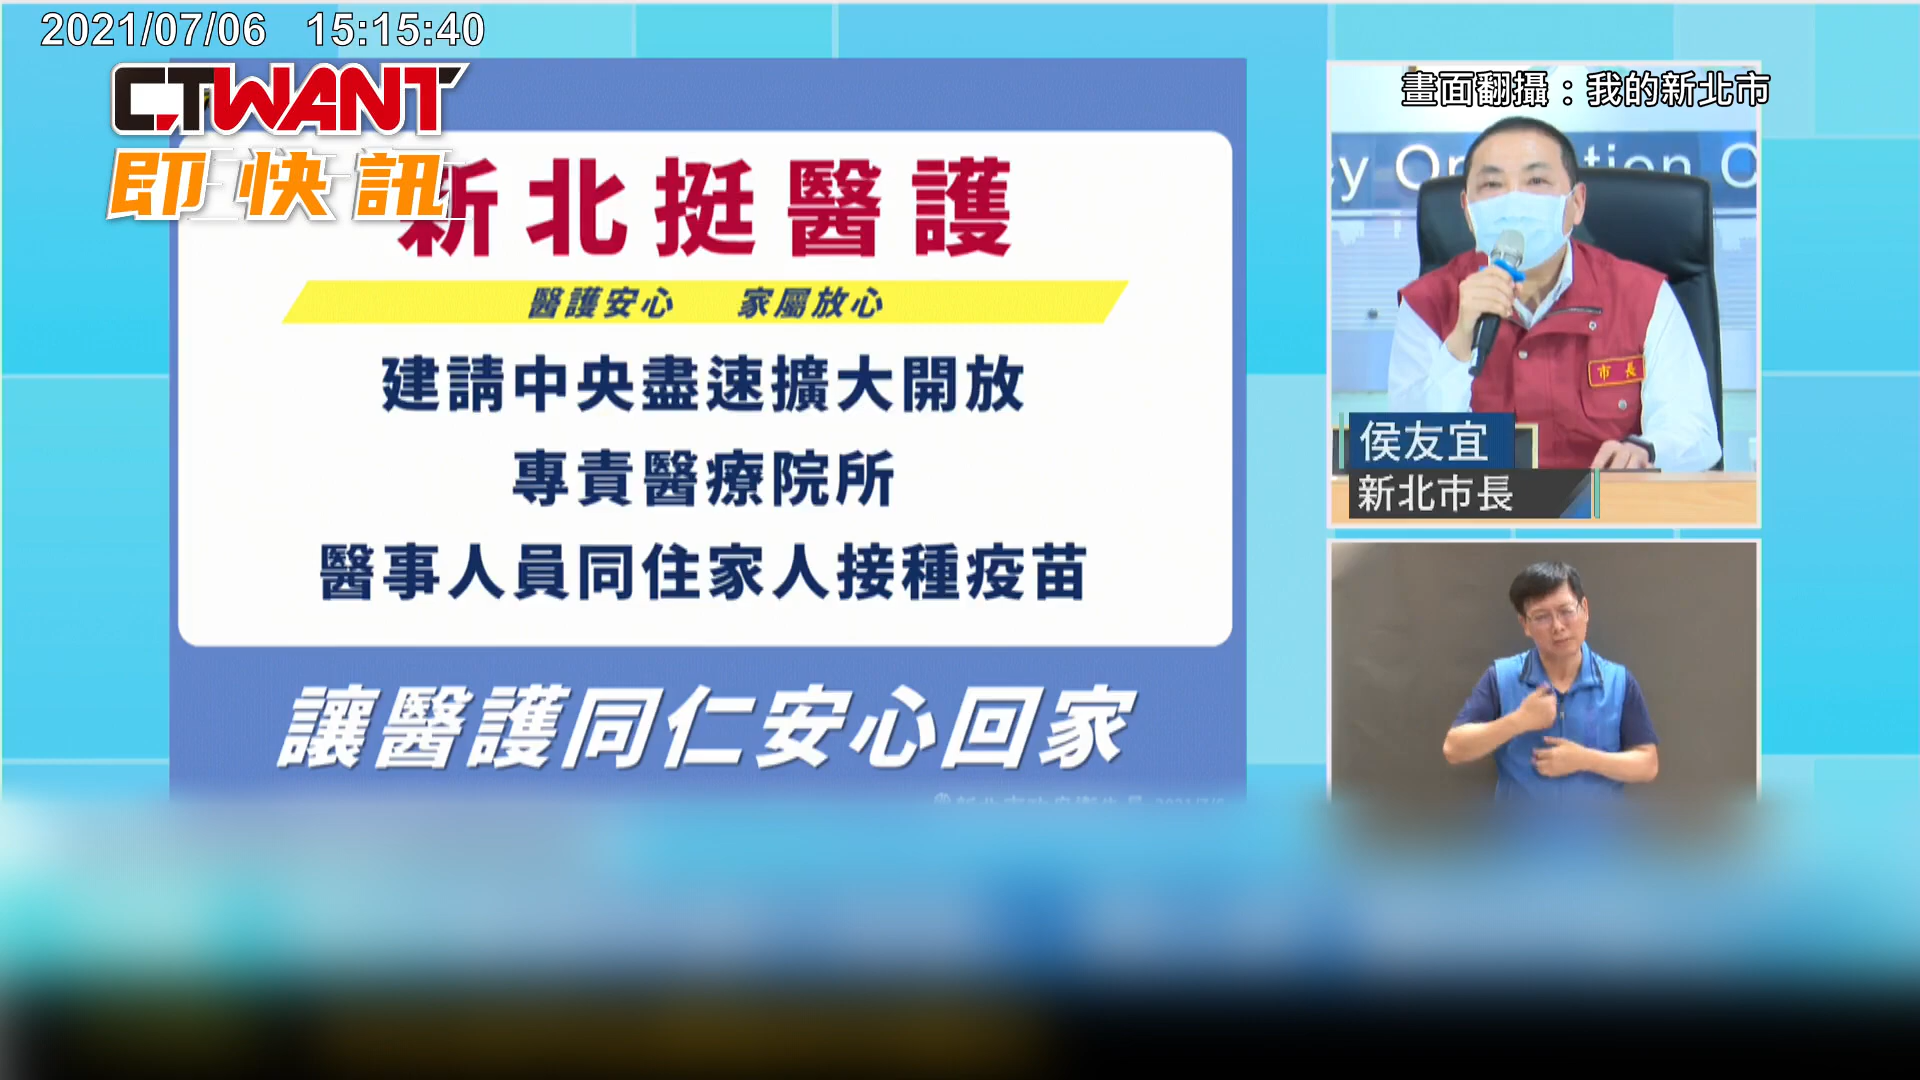 2021/07/06 15:15:40
CTWANT
即快訊
畫面翻攝：我的新北市
新北挺醫護
醫護安心 家屬放心
建請中央盡速擴大開放
專責醫療院所
醫事人員同住家人接種疫苗
讓醫護同仁安心回家
市長
侯友宜
新北市長